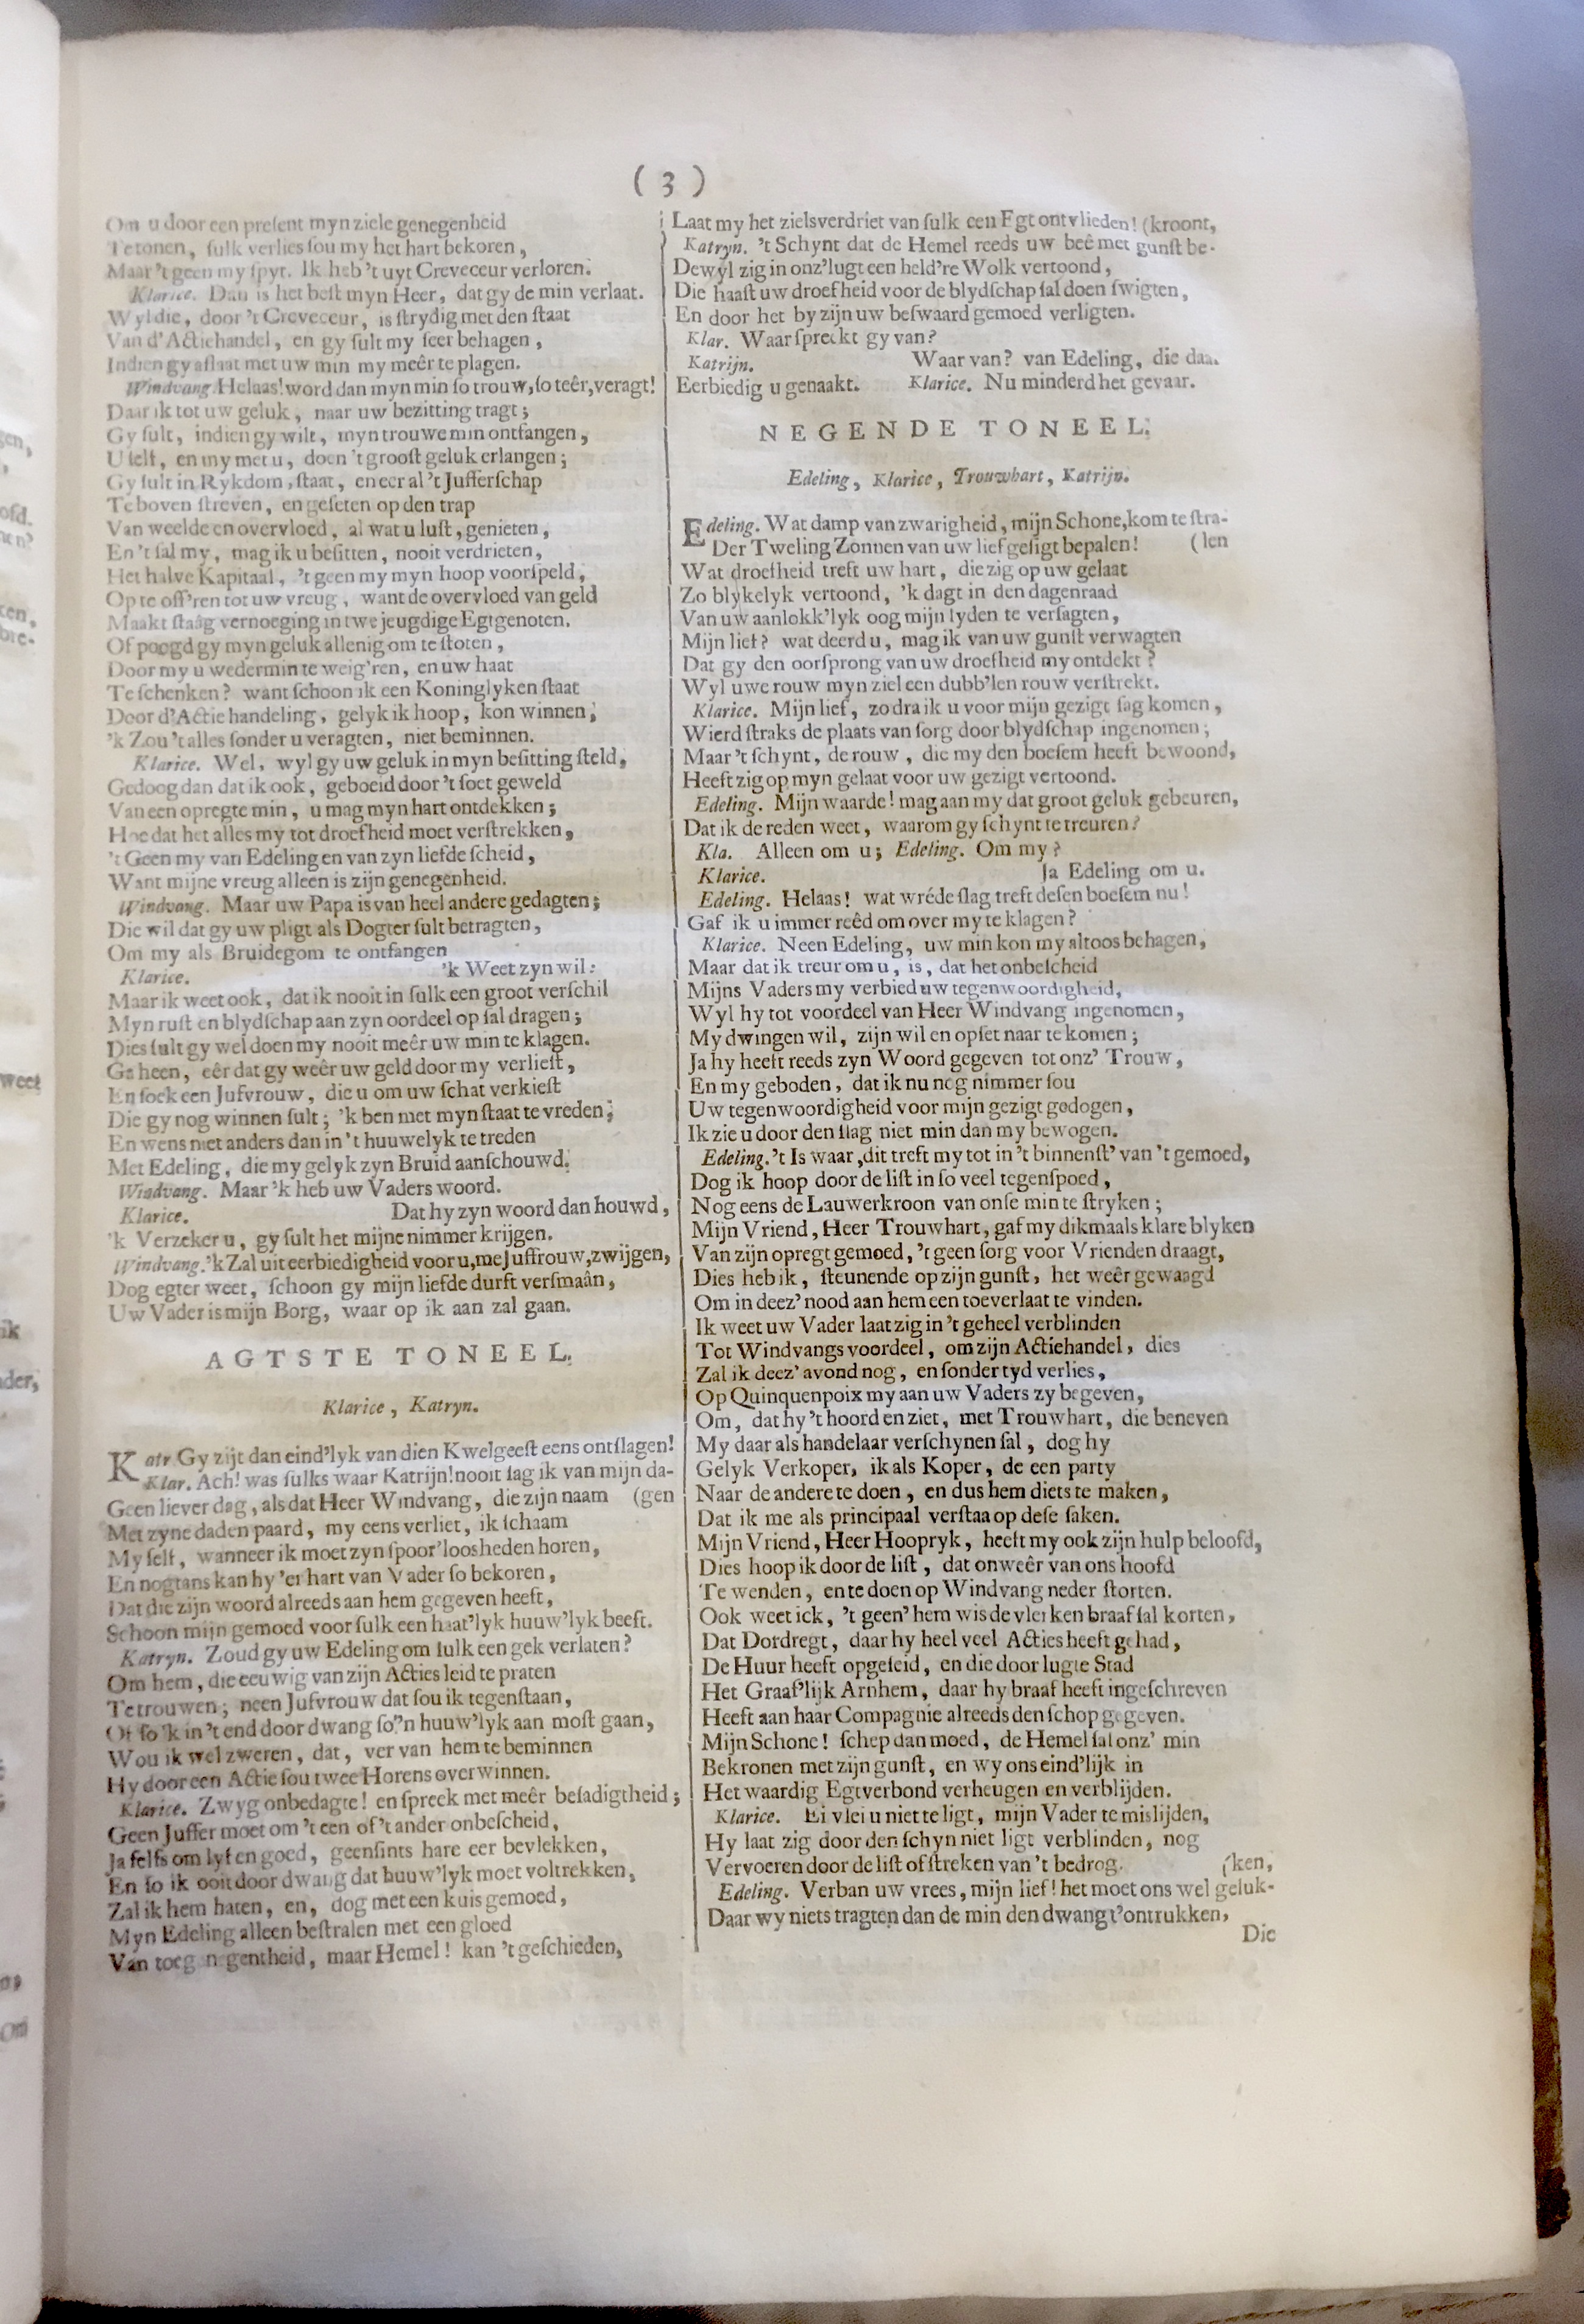 ( 3 )
Om u door een preſent myn ziele genegenheid
Te tonen, ſulk verlies ſou my het hart bekoren,
Maar 't geen my ſpyt. Ik heb 't uyt Creveceur verloren.
Klarice. Dan is het beſt myn Heer, dat gy de min verlaat.
Wyl die, door 't Creveceur, is ſtrydig met den ſtaat
Van d'Actiehandel, en gy ſult my ſeer behagen,
Indien gy aflaat met uw min my meêr te plagen.
Windvang. Helaas! word dan myn min ſo trouw, ſo teêr, veragt!
Daar ik tot uw geluk, naar uw bezitting tragt;
Gy ſult, indien gy wilt, myn trouwe min ontfangen,
U ſelf, en my met u, doen 't grooſt geluk erlangen;
Gy ſult in Rykdom, ſtaat, en eer al 't Jufferſchap
Te boven ſtreven, en geſeten op den trap
Van weelde en overvloed, al wat u luſt, genieten,
En 't ſal my, mag ik u beſitten, nooit verdrieten,
Het halve Kapitaal, 't geen my myn hoop voorſpeld,
Op te off'ren tot uw vreug, want de overvloed van geld
Maakt ſtaâg vernoeging in twe jeugdige Egtgenoten.
Of poogd gy myn geluk allenig om te ſtoten,
Door my u wedermin te weig'ren, en uw haat
Te ſchenken? want ſchoon ik een Koninglyken ſtaat
Door d'Actie handeling, gelyk ik hoop, kon winnen,
'k Zou 't alles ſonder u veragten, niet beminnen.
Klarice. Wel, wyl gy uw geluk in myn beſitting ſteld,
Gedoog dan dat ik ook, geboeid door 't ſoet geweld
Van een opregte min, u mag myn hart ontdekken;
Hoe dat het alles my tot droefheid moet verſtrekken,
't Geen my van Edeling en van zyn liefde ſcheid,
Want mijne vreug alleen is zijn genegenheid.
Windvang. Maar uw Papa is van heel andere gedagten;
Die wil dat gy uw pligt als Dogter ſult betragten,
Om my als Bruidegom te ontfangen
Klarice. 'k Weet zyn wil:
Maar ik weet ook, dat ik nooit in ſulk een groot verſchil
Myn ruſt en blydſchap aan zyn oordeel op ſal dragen;
Dies ſult gy wel doen my nooit meêr uw min te klagen.
Ga heen, eêr dat gy weêr uw geld door my verlieſt,
En ſoek een Jufvrouw, die u om uw ſchat verkieſt
Die gy nog winnen ſult; 'k ben met myn ſtaat te vreden;
En wens niet anders dan in 't huuwelyk te treden
Met Edeling, die my gelyk zyn Bruid aanſchouwd.
Windvang. Maar 'k heb uw Vaders woord.
Klarice. Dat hy zyn woord dan houwd,
'k Verzeker u, gy ſult het mijne nimmer krijgen.
Windvang. 'k Zal uit eerbiedigheid voor u, me Juffrouw, zwijgen,
Dog egter weet, ſchoon gy mijn liefde durft verſmaân,
Uw Vader is mijn Borg, waar op ik aan zal gaan.
AGTSTE TONEEL.
Klarice, Katryn.
Katr Gy zijt dan eind'lyk van dien Kwelgeeſt eens ontſlagen!
Klar. Ach! was ſulks waar Katrijn! nooit ſag ik van mijn da-
Geen liever dag, als dat Heer Windvang, die zijn naam (gen
Met zyne daden paard, my eens verliet, ik ſchaam
My ſelf, wanneer ik moet zyn ſpoor'loosheden horen,
En nogtans kan hy 'er hart van Vader ſo bekoren,
Dat die zijn woord alreeds aan hem gegeven heeft,
Schoon mijn gemoed voor ſulk een haat'lyk huuw'lyk beeft.
Katryn. Zoud gy uw Edeling om ſulk een gek verlaten?
Om hem, die eeuwig van zijn Acties leid te praten
Te trouwen; neen Jufvrouw dat ſou ik tegenſtaan,
Of ſo 'k in 't end door dwang ſo'n huuw'lyk aan moſt gaan,
Wou ik wel zweren, dat, ver van hem te beminnen
Hy door een Actie ſou twee Horens overwinnen.
Klarice. Zwyg onbedagte! en ſpreek met meêr beſadigtheid;
Geen Juffer moet om 't een of 't ander onbeſcheid,
Ja ſelfs om lyf en goed, geenſints hare eer bevlekken,
En ſo ik ooit door dwang dat huuw'lyk moet voltrekken,
Zal ik hem haten, en, dog met een kuis gemoed,
Myn Edeling alleen beſtralen met een gloed
Van toegenegentheid, maar Hemel! kan 't geſchieden,
Laat my het zielsverdriet van ſulk een Egt ontvlieden! (kroont,
Katryn. 't Schynt dat de Hemel reeds uw beê met gunſt be-
Dewyl zig in onz' lugt een held're Wolk vertoond,
Die haaſt uw droefheid voor de blydſchap ſal doen ſwigten,
En door het by zijn uw beſwaard gemoed verligten.
Klar. Waar ſpreekt gy van?
Katrijn. Waar van? van Edeling, die daar
Eerbiedig u genaakt. Klarice. Nu minderd het gevaar.
NEGENDE TONEEL.
Edeling, Klarice, Trouwhart, Katrijn.
Edeling. Wat damp van zwarigheid, mijn Schone, kom te ſtra-
Der Tweling Zonnen van uw lief geſigt bepalen! (len
Wat droefheid treft uw hart, die zig op uw gelaat
Zo blykelyk vertoond, 'k dagt in den dagenraad
Van uw aanlokk'lyk oog mijn lyden te verſagten,
Mijn lief? wat deerd u, mag ik van uw gunſt verwagten
Dat gy den oorſprong van uw droefheid my ontdekt?
Wyl uwe rouw myn ziel een dubb'len rouw verſtrekt.
Klarice. Mijn lief, zo dra ik u voor mijn gezigt ſag komen,
Wierd ſtraks de plaats van ſorg door blydſchap ingenomen;
Maar 't ſchynt, de rouw, die my den boeſem heeft bewoond,
Heeft zig op myn gelaat voor uw gezigt vertoond.
Edeling. Mijn waarde! mag aan my dat groot geluk gebeuren,
Dat ik de reden weet, waarom gy ſchynt te treuren?
Kla. Alleen om u; Edeling. Om my?
Klarice. Ja Edeling om u.
Edeling. Helaas! wat wréde ſlag treft deſen boeſem nu!
Gaf ik u immer reêd om over my te klagen?
Klarice. Neen Edeling, uw min kon my altoos behagen,
Maar dat ik treur om u, is, dat het onbeſcheid
Mijns Vaders my verbied uw tegenwoordigheid,
Wyl hy tot voordeel van Heer Windvang ingenomen,
My dwingen wil, zijn wil en opſet naar te komen;
Ja hy heeft reeds zyn Woord gegeven tot onz' Trouw,
En my geboden, dat ik nu nog nimmer ſou
Uw tegenwoordigheid voor mijn gezigt gedogen,
Ik zie u door den ſlag niet min dan my bewogen.
Edeling. 't Is waar, dit treft my tot in 't binnenſt' van 't gemoed,
Dog ik hoop door de liſt in ſo veel tegenſpoed,
Nog eens de Lauwerkroon van onſe min te ſtryken;
Mijn Vriend, Heer Trouwhart, gaf my dikmaals klare blyken
Van zijn opregt gemoed, 't geen ſorg voor Vrienden draagt,
Dies heb ik, ſteunende op zijn gunſt, het weêr gewaagd
Om in deez' nood aan hem een toeverlaat te vinden.
Ik weet uw Vader laat zig in 't geheel verblinden
Tot Windvangs voordeel, om zijn Actiehandel, dies
Zal ik deez' avond nog, en ſonder tyd verlies,
Op Quinquenpoix my aan uw Vaders zy begeven,
Om, dat hy 't hoord en ziet, met Trouwhart, die beneven
My daar als handelaar verſchynen ſal, dog hy
Gelyk Verkoper, ik als Koper, de een party
Naar de andere te doen, en dus hem diets te maken,
Dat ik me als principaal verſtaa op deſe ſaken.
Mijn Vriend, Heer Hoopryk, heeft my ook zijn hulp beloofd,
Dies hoop ik door de liſt, dat onweêr van ons hoofd
Te wenden, en te doen op Windvang neder ſtorten.
Ook weet ick, 't geen' hem wis de vlerken braaf ſal korten,
Dat Dordregt, daar hy heel veel Acties heeft gehad,
De Huur heeft opgeſeid, en die door lugte Stad
Het Graaf'lijk Arnhem, daar hy braaf heeft ingeſchreven
Heeft aan haar Compagnie alreeds den ſchop gegeven.
Mijn Schone! ſchep dan moed, de Hemel ſal onz' min
Bekronen met zijn gunſt, en wy ons eind'lijk in
Het waardig Egtverbond verheugen en verblijden.
Klarice. Ei vlei u niet te ligt, mijn Vader te mislijden,
Hy laat zig door den ſchyn niet ligt verblinden, nog
Vervoeren door de liſt of ſtreken van 't bedrog. (ken,
Edeling. Verban uw vrees, mijn lief! het moet ons wel geluk-
Daar wy niets tragten dan de min den dwang t'ontrukken,
Die